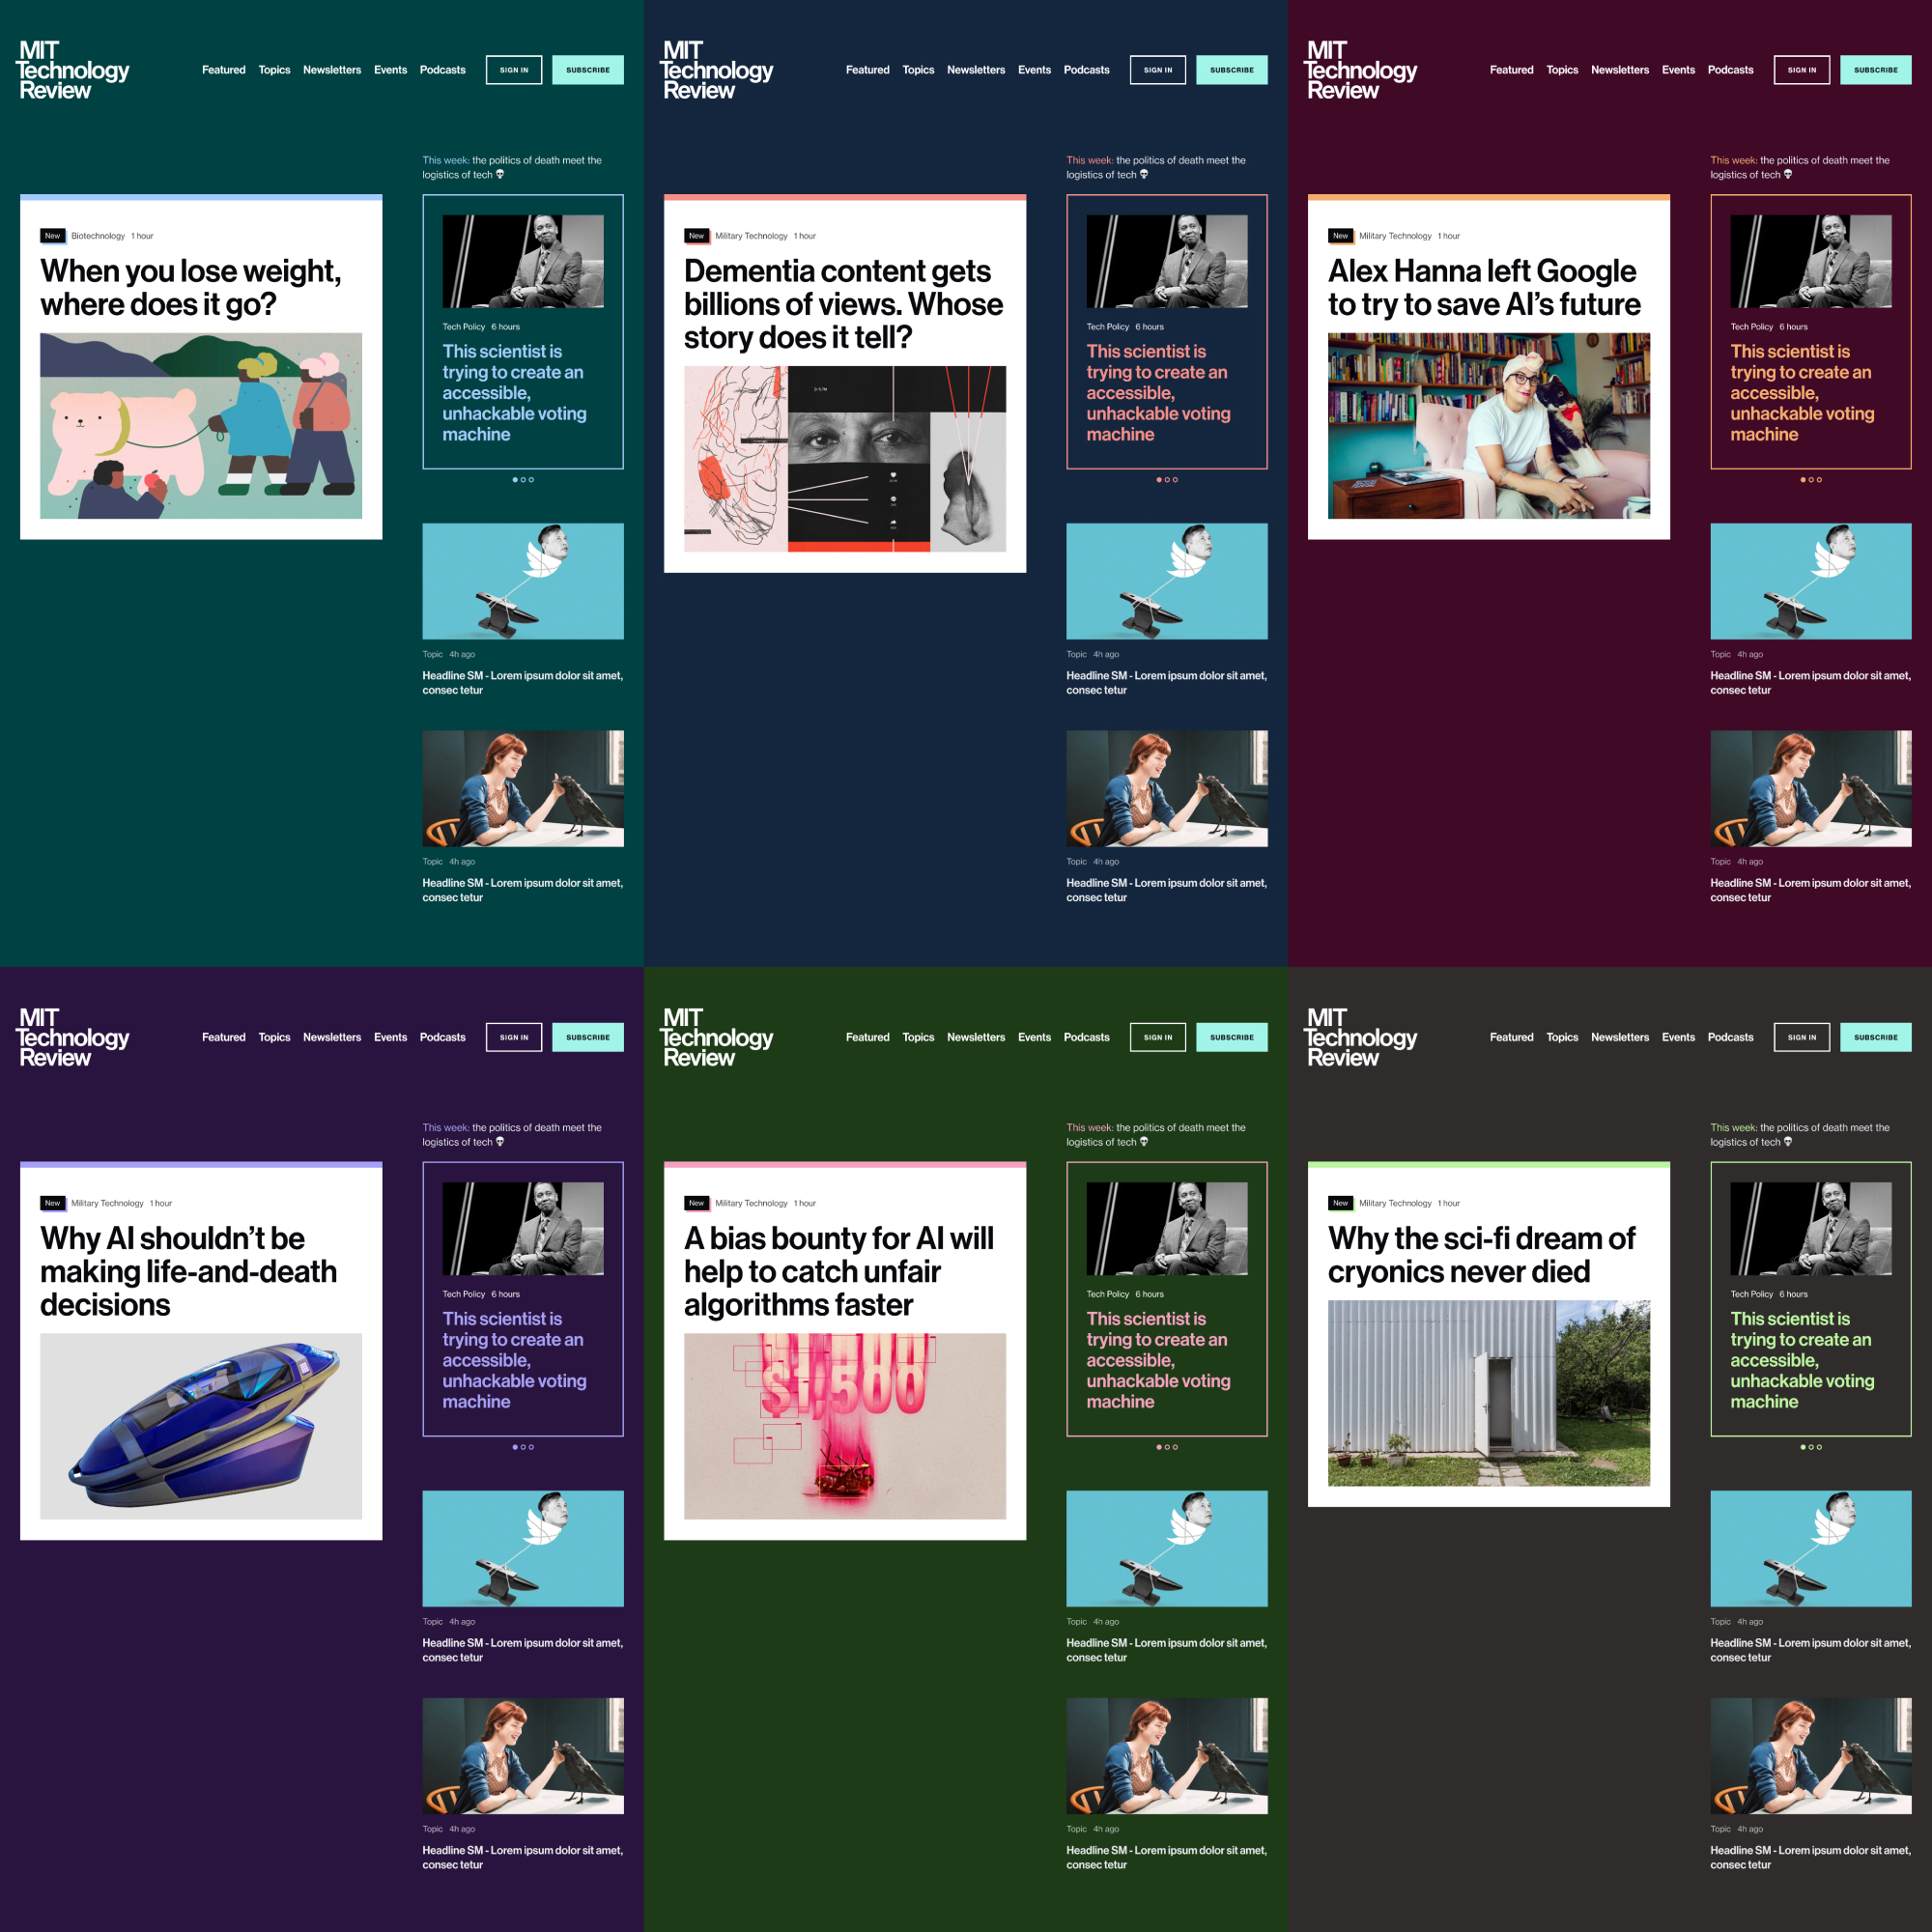 MIT
Technology
Review
Featured Topics Newsletters Events Podcasts SIGN IN SUBSCRIBE
This week: the politics of death meet the
logistics of tech
New Biotechnology 1 hour
When you lose weight,
where does it go?
Tech Policy 6 hours
This scientist is
trying to create an
accessible,
unhackable voting
machine
Topic 4h ago
Headline SM - Lorem ipsum dolor sit amet,
consec tetur
Topic 4h ago
Headline SM - Lorem ipsum dolor sit amet,
consec tetur
MIT
Technology
Review
Featured Topics Newsletters Events Podcasts SIGN IN SUBSCRIBE
This week: the politics of death meet the
logistics of tech
New Military Technology 1 hour
Dementia content gets
billions of views. Whose
story does it tell?
Tech Policy 6 hours
This scientist is
trying to create an
accessible,
unhackable voting
machine
Topic 4h ago
Headline SM - Lorem ipsum dolor sit amet,
consec tetur
Topic 4h ago
Headline SM - Lorem ipsum dolor sit amet,
consec tetur
MIT
Technology
Review
Featured Topics Newsletters Events Podcasts SIGN IN SUBSCRIBE
This week: the politics of death meet the
logistics of tech
New Military Technology 1 hour
Alex Hanna left Google
to try to save AI’s future
Tech Policy 6 hours
This scientist is
trying to create an
accessible,
unhackable voting
machine
Topic 4h ago
Headline SM - Lorem ipsum dolor sit amet,
consec tetur
Topic 4h ago
Headline SM - Lorem ipsum dolor sit amet,
consec tetur
MIT
Technology
Review
Featured Topics Newsletters Events Podcasts SIGN IN SUBSCRIBE
This week: the politics of death meet the
logistics of tech
New Military Technology 1 hour
Why AI shouldn’t be
making life-and-death
decisions
Tech Policy 6 hours
This scientist is
trying to create an
accessible,
unhackable voting
machine
Topic 4h ago
Headline SM - Lorem ipsum dolor sit amet,
consec tetur
Topic 4h ago
Headline SM - Lorem ipsum dolor sit amet,
consec tetur
MIT
Technology
Review
Featured Topics Newsletters Events Podcasts SIGN IN SUBSCRIBE
This week: the politics of death meet the
logistics of tech
New Military Technology 1 hour
A bias bounty for AI will
help to catch unfair
algorithms faster
$1,500
Tech Policy 6 hours
This scientist is
trying to create an
accessible,
unhackable voting
machine
Topic 4h ago
Headline SM - Lorem ipsum dolor sit amet,
consec tetur
Topic 4h ago
Headline SM - Lorem ipsum dolor sit amet,
consec tetur
MIT
Technology
Review
Featured Topics Newsletters Events Podcasts SIGN IN SUBSCRIBE
This week: the politics of death meet the
logistics of tech
New Military Technology 1 hour
Why the sci-fi dream of
cryonics never died
Tech Policy 6 hours
This scientist is
trying to create an
accessible,
unhackable voting
machine
Topic 4h ago
Headline SM - Lorem ipsum dolor sit amet,
consec tetur
Topic 4h ago
Headline SM - Lorem ipsum dolor sit amet,
consec tetur